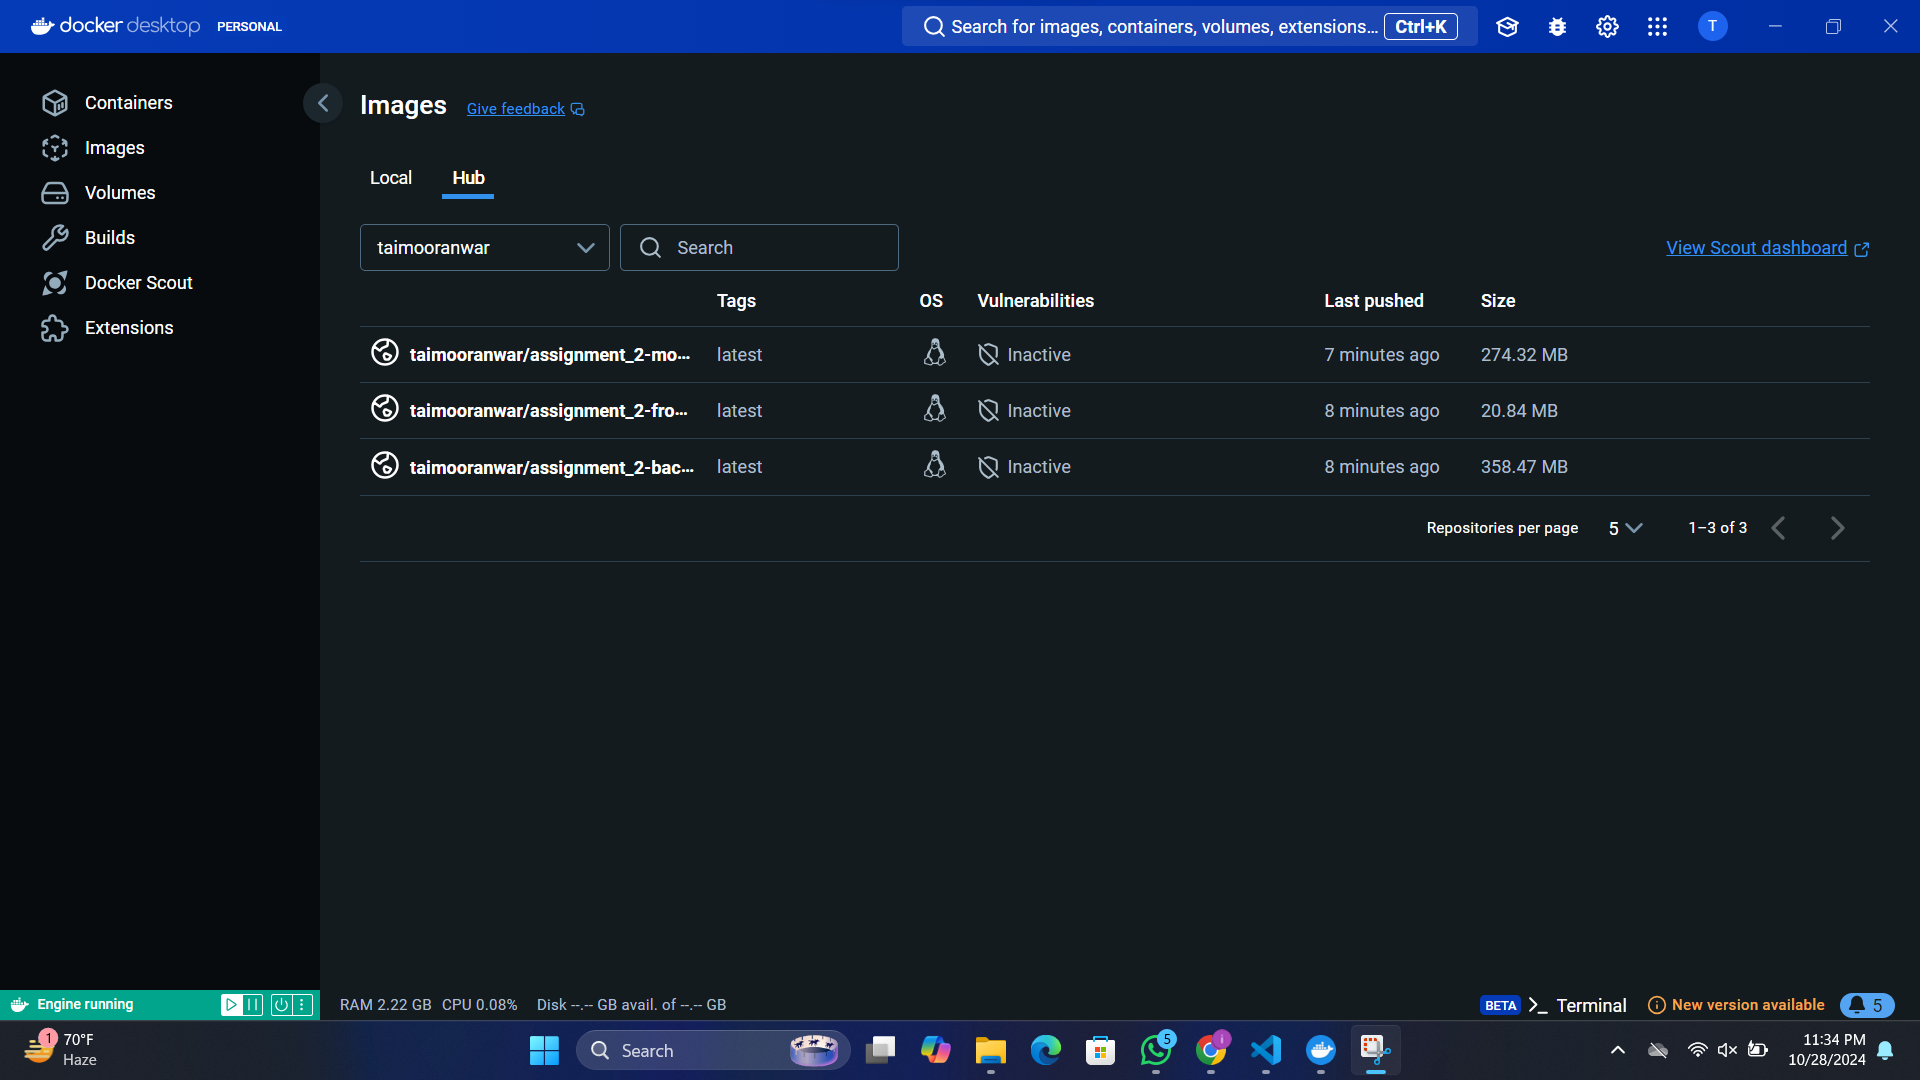 docker desktop PERSONAL
Search for images, containers, volumes, extensions... Ctrl+K
T
Containers
Images
Volumes
Builds
Docker Scout
Extensions
Images Give feedback
Local Hub
taimooranwar
Search
View Scout dashboard
Tags OS Vulnerabilities Last pushed Size
taimooranwar/assignment_2-mo... latest Inactive 7 minutes ago 274.32 MB
taimooranwar/assignment_2-fro... latest Inactive 8 minutes ago 20.84 MB
taimooranwar/assignment_2-bac... latest Inactive 8 minutes ago 358.47 MB
Repositories per page 5 1–3 of 3
Engine running
RAM 2.22 GB CPU 0.08% Disk --.-- GB avail. of --.-- GB
BETA Terminal New version available 5
1
70°F
Haze
Search
5
i
11:34 PM
10/28/2024